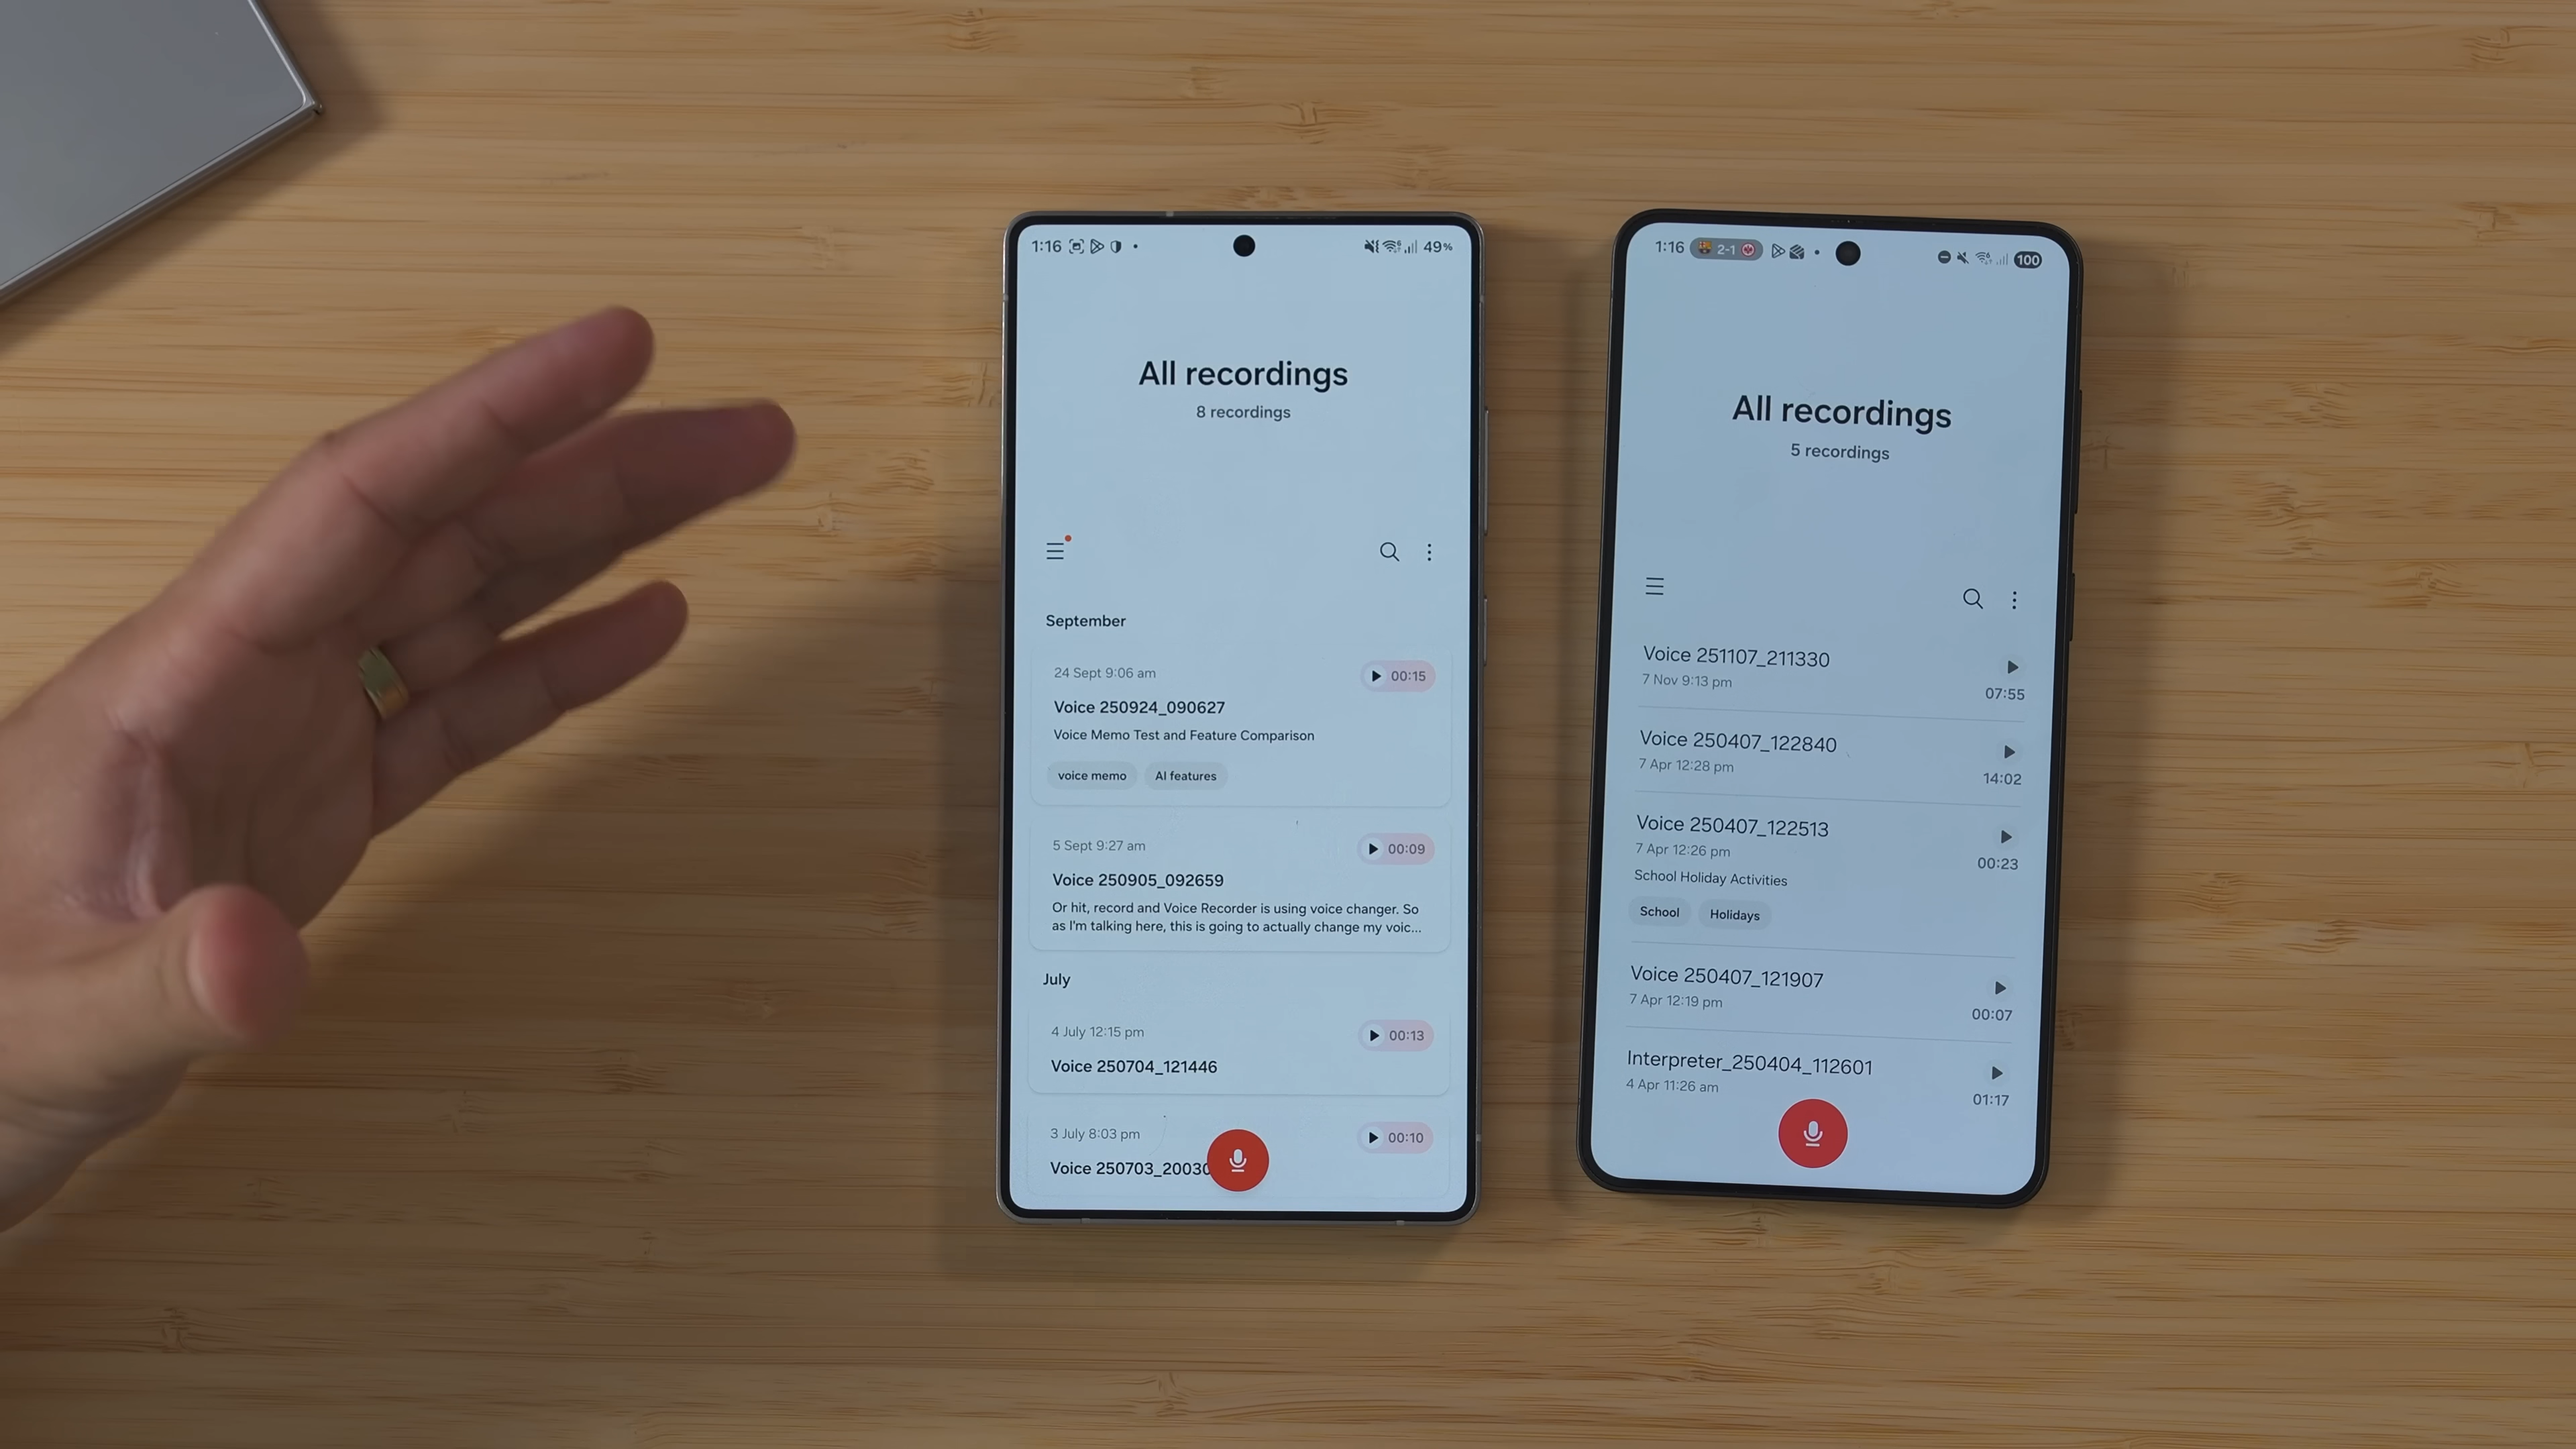 1:16
49%
All recordings
8 recordings
September
24 Sept 9:06 am
00:15
Voice 250924_090627
Voice Memo Test and Feature Comparison
voice memo
AI features
5 Sept 9:27 am
00:09
Voice 250905_092659
Or hit, record and Voice Recorder is using voice changer. So
as I'm talking here, this is going to actually change my voic...
July
4 July 12:15 pm
00:13
Voice 250704_121446
3 July 8:03 pm
00:10
Voice 250703_20030
1:16
2-1
100
All recordings
5 recordings
Voice 251107_211330
7 Nov 9:13 pm
07:55
Voice 250407_122840
7 Apr 12:28 pm
14:02
Voice 250407_122513
7 Apr 12:26 pm
00:23
School Holiday Activities
School
Holidays
Voice 250407_121907
7 Apr 12:19 pm
00:07
Interpreter_250404_112601
4 Apr 11:26 am
01:17